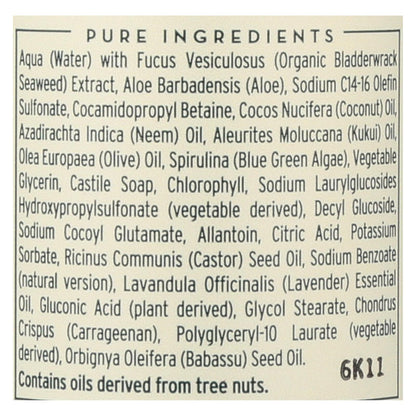 PURE INGREDIENTS
Aqua (Water) with Fucus Vesiculosus (Organic Bladderwrack
Seaweed) Extract, Aloe Barbadensis (Aloe), Sodium C14-16 Olefin
Sulfonate, Cocamidopropyl Betaine, Cocos Nucifera (Coconut) Oil,
Azadirachta Indica (Neem) Oil, Aleurites Moluccana (Kukui) Oil,
Olea Europaea (Olive) Oil, Spirulina (Blue Green Algae), Vegetable
Glycerin, Castile Soap, Chlorophyll, Sodium Laurylglucosides
Hydroxypropylsulfonate (vegetable derived), Decyl Glucoside,
Sodium Cocoyl Glutamate, Allantoin, Citric Acid, Potassium
Sorbate, Ricinus Communis (Castor) Seed Oil, Sodium Benzoate
(natural version), Lavandula Officinalis (Lavender) Essential
Oil, Gluconic Acid (plant derived), Glycol Stearate, Chondrus
Crispus (Carrageenan), Polyglyceryl-10 Laurate (vegetable
derived), Orbignya Oleifera (Babassu) Seed Oil.
Contains oils derived from tree nuts.
6K11